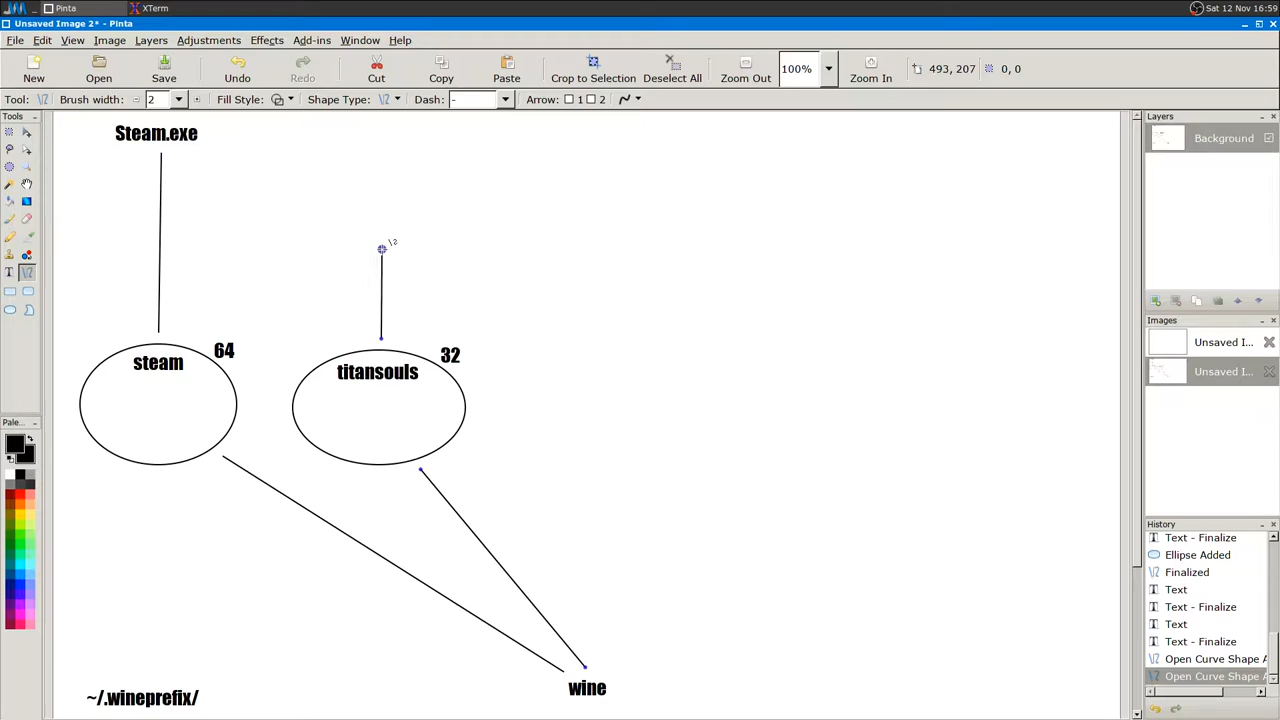 Pinta
XTerm
Sat 12 Nov 16:59
Unsaved Image 2* - Pinta
File Edit View Image Layers Adjustments Effects Add-ins Window Help
New Open Save Undo Redo Cut Copy Paste Crop to Selection Deselect All Zoom Out 100% Zoom In 493, 207 0, 0
Tool: Brush width: 2 Fill Style: Shape Type: Dash: - Arrow: 1 2
Tools
Layers
Background
Steam.exe
64
steam
32
titansouls
wine
~/.wineprefix/
Images
Unsaved I...
Unsaved I...
Pale...
History
Text - Finalize
Ellipse Added
Finalized
Text
Text - Finalize
Text
Text - Finalize
Open Curve Shape A
Open Curve Shape A